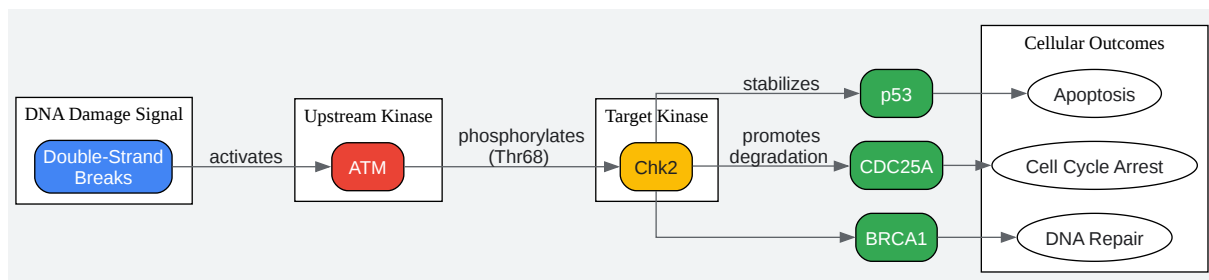 DNA Damage Signal
Double-Strand
Breaks
activates
Upstream Kinase
ATM
phosphorylates
(Thr68)
Target Kinase
Chk2
stabilizes
promotes
degradation
p53
CDC25A
BRCA1
Cellular Outcomes
Apoptosis
Cell Cycle Arrest
DNA Repair